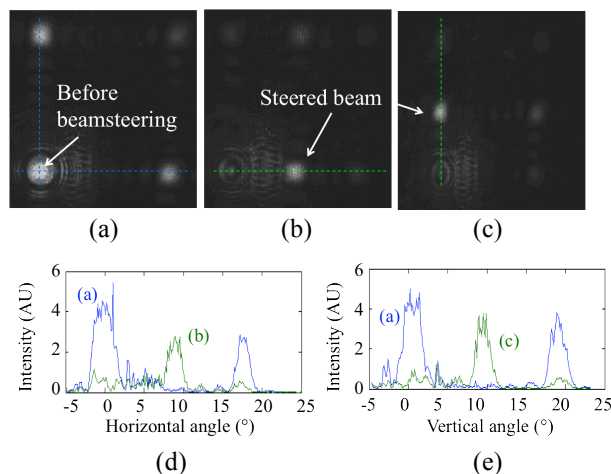 Before
beamsteering
Steered beam
(a)
(b)
(c)
6
4
2
0
Intensity (AU)
(a)
(b)
-5
0
5
10
15
20
25
Horizontal angle (°)
(d)
6
4
2
0
Intensity (AU)
(a)
(c)
-5
0
5
10
15
20
25
Vertical angle (°)
(e)